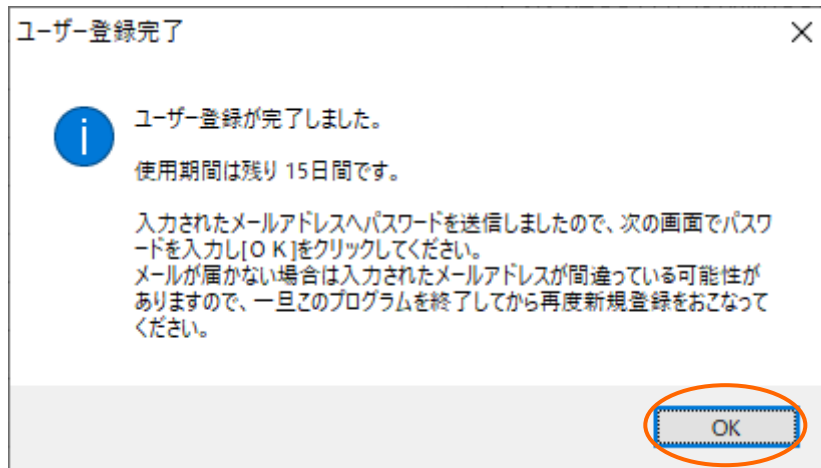 ユーザー登録完了
ユーザー登録が完了しました。
使用期間は残り 15日間です。
入力されたメールアドレスへパスワードを送信しましたので、次の画面でパスワ
ードを入力し[ＯＫ]をクリックしてください。
メールが届かない場合は入力されたメールアドレスが間違っている可能性が
ありますので、一旦このプログラムを終了してから再度新規登録をおこなって
ください。
OK